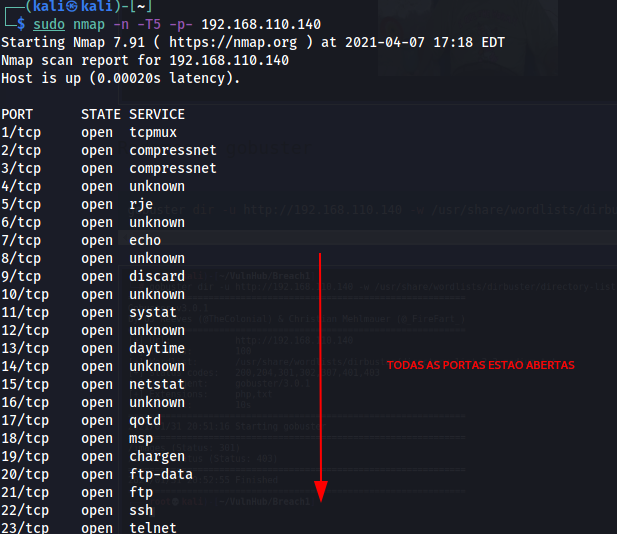 (kali㉿kali)-[~]
$ sudo nmap -n -T5 -p- 192.168.110.140
Starting Nmap 7.91 ( https://nmap.org ) at 2021-04-07 17:18 EDT
Nmap scan report for 192.168.110.140
Host is up (0.00020s latency).
PORT STATE SERVICE
1/tcp open tcpmux
2/tcp open compressnet
3/tcp open compressnet
4/tcp open unknown
5/tcp open rje
6/tcp open unknown
7/tcp open echo
8/tcp open unknown
9/tcp open discard
10/tcp open unknown
11/tcp open systat
12/tcp open unknown
13/tcp open daytime
14/tcp open unknown
15/tcp open netstat
16/tcp open unknown
17/tcp open qotd
18/tcp open msp
19/tcp open chargen
20/tcp open ftp-data
21/tcp open ftp
22/tcp open ssh
23/tcp open telnet
TODAS AS PORTAS ESTAO ABERTAS